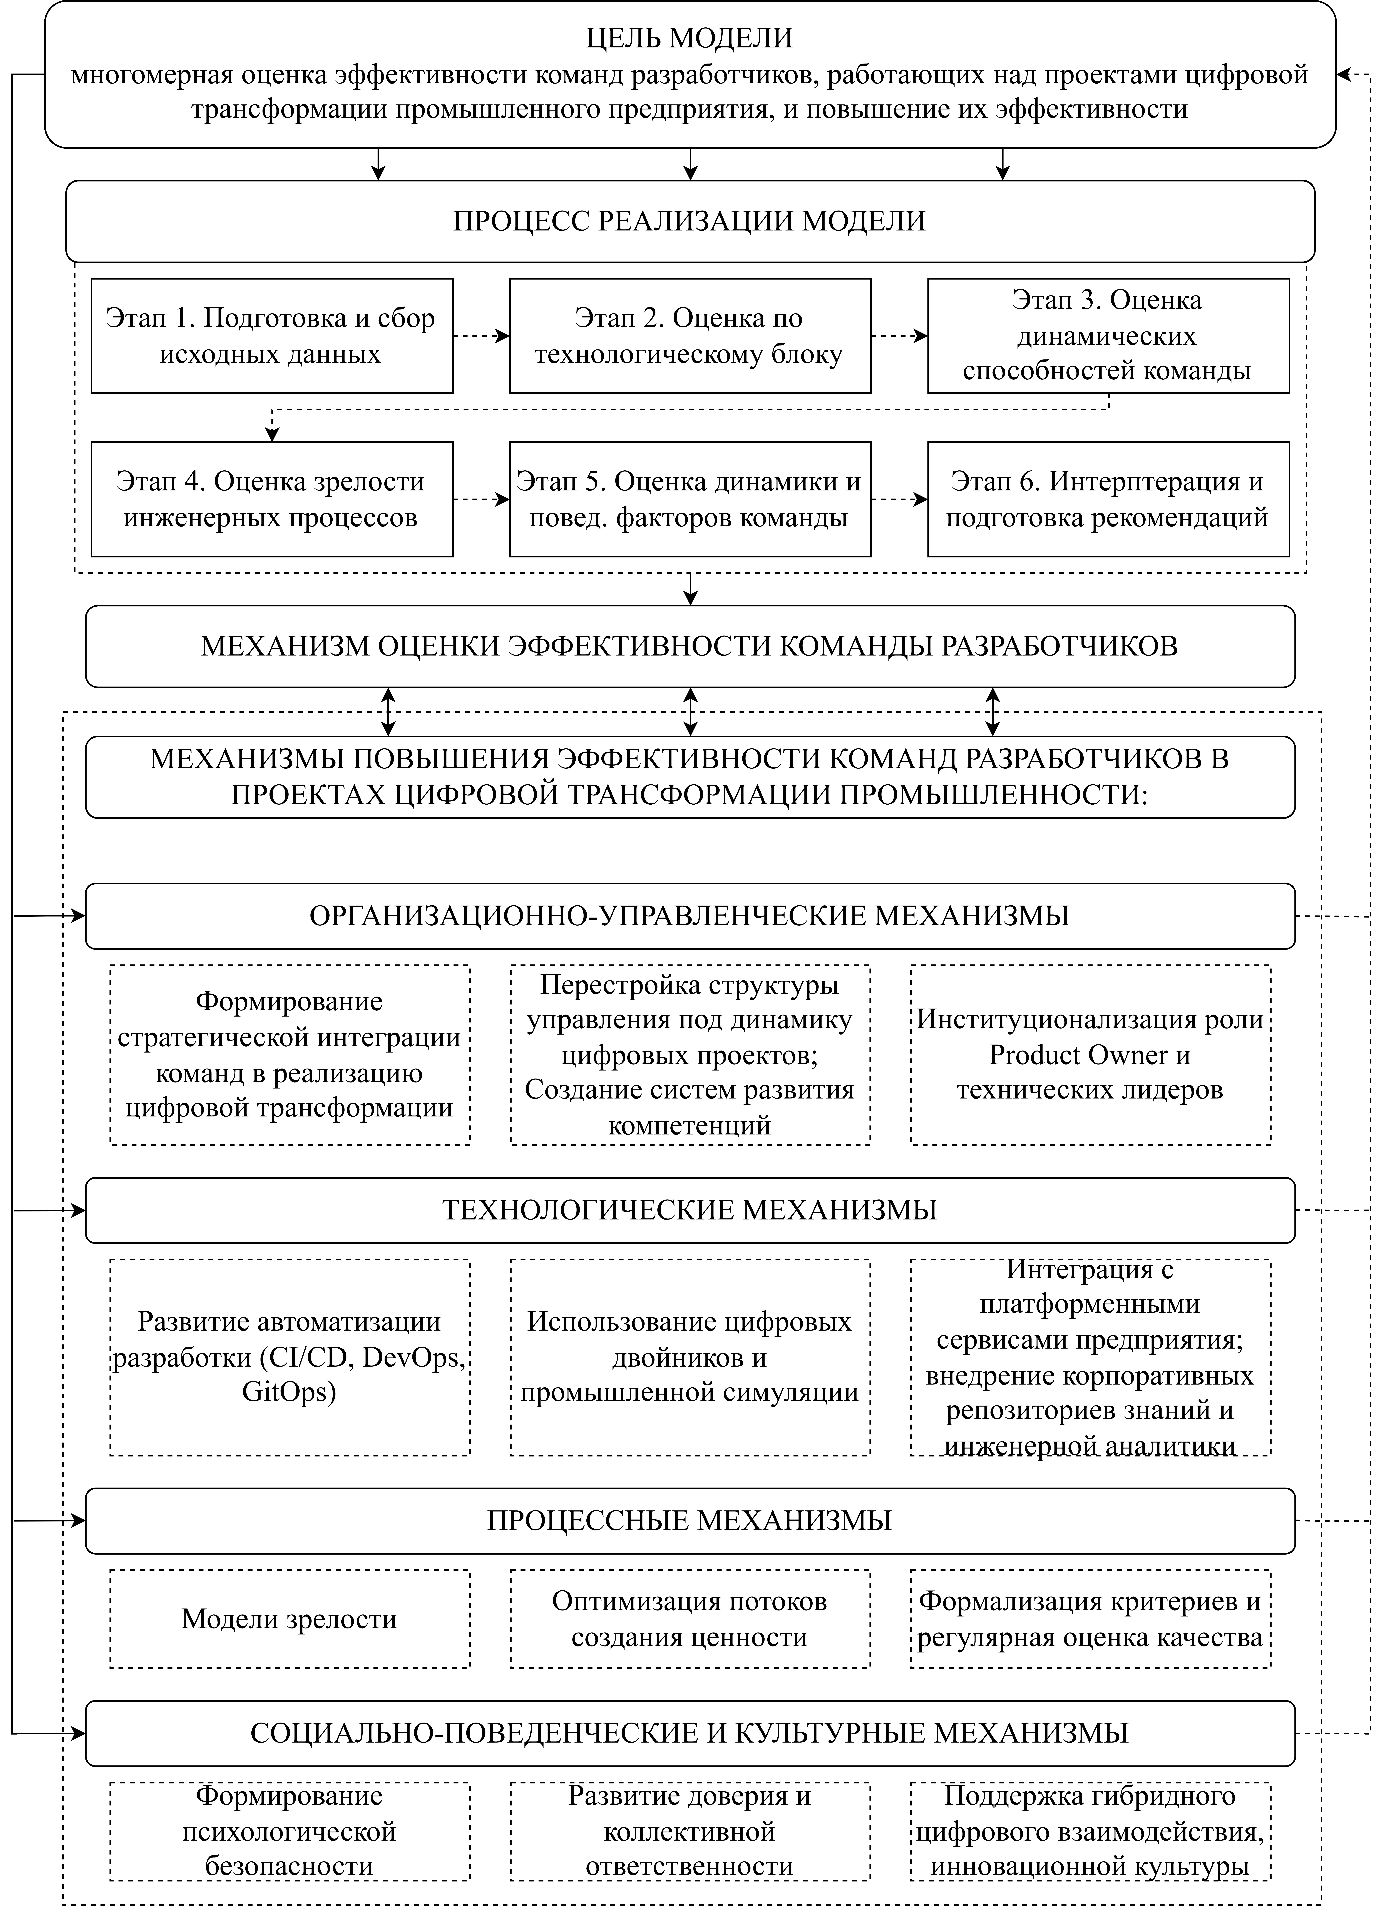 ЦЕЛЬ МОДЕЛИ
многомерная оценка эффективности команд разработчиков, работающих над проектами цифровой
трансформации промышленного предприятия, и повышение их эффективности
ПРОЦЕСС РЕАЛИЗАЦИИ МОДЕЛИ
Этап 1. Подготовка и сбор
исходных данных
Этап 2. Оценка по
технологическому блоку
Этап 3. Оценка
динамических
способностей команды
Этап 4. Оценка зрелости
инженерных процессов
Этап 5. Оценка динамики и
повед. факторов команды
Этап 6. Интерптерация и
подготовка рекомендаций
МЕХАНИЗМ ОЦЕНКИ ЭФФЕКТИВНОСТИ КОМАНДЫ РАЗРАБОТЧИКОВ
МЕХАНИЗМЫ ПОВЫШЕНИЯ ЭФФЕКТИВНОСТИ КОМАНД РАЗРАБОТЧИКОВ В
ПРОЕКТАХ ЦИФРОВОЙ ТРАНСФОРМАЦИИ ПРОМЫШЛЕННОСТИ:
ОРГАНИЗАЦИОННО-УПРАВЛЕНЧЕСКИЕ МЕХАНИЗМЫ
Формирование
стратегической интеграции
команд в реализацию
цифровой трансформации
Перестройка структуры
управления под динамику
цифровых проектов;
Создание систем развития
компетенций
Институционализация роли
Product Owner и
технических лидеров
ТЕХНОЛОГИЧЕСКИЕ МЕХАНИЗМЫ
Развитие автоматизации
разработки (CI/CD, DevOps,
GitOps)
Использование цифровых
двойников и
промышленной симуляции
Интеграция с
платформенными
сервисами предприятия;
внедрение корпоративных
репозиториев знаний и
инженерной аналитики
ПРОЦЕССНЫЕ МЕХАНИЗМЫ
Модели зрелости
Оптимизация потоков
создания ценности
Формализация критериев и
регулярная оценка качества
СОЦИАЛЬНО-ПОВЕДЕНЧЕСКИЕ И КУЛЬТУРНЫЕ МЕХАНИЗМЫ
Формирование
психологической
безопасности
Развитие доверия и
коллективной
ответственности
Поддержка гибридного
цифрового взаимодействия,
инновационной культуры